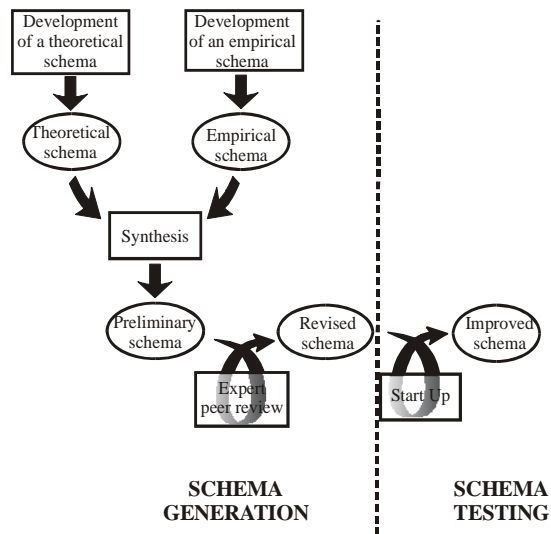 Development
of a theoretical
schema
Development
of an empirical
schema
Theoretical
schema
Empirical
schema
Synthesis
Preliminary
schema
Revised
schema
Improved
schema
Expert
peer review
Start Up
SCHEMA
GENERATION
SCHEMA
TESTING